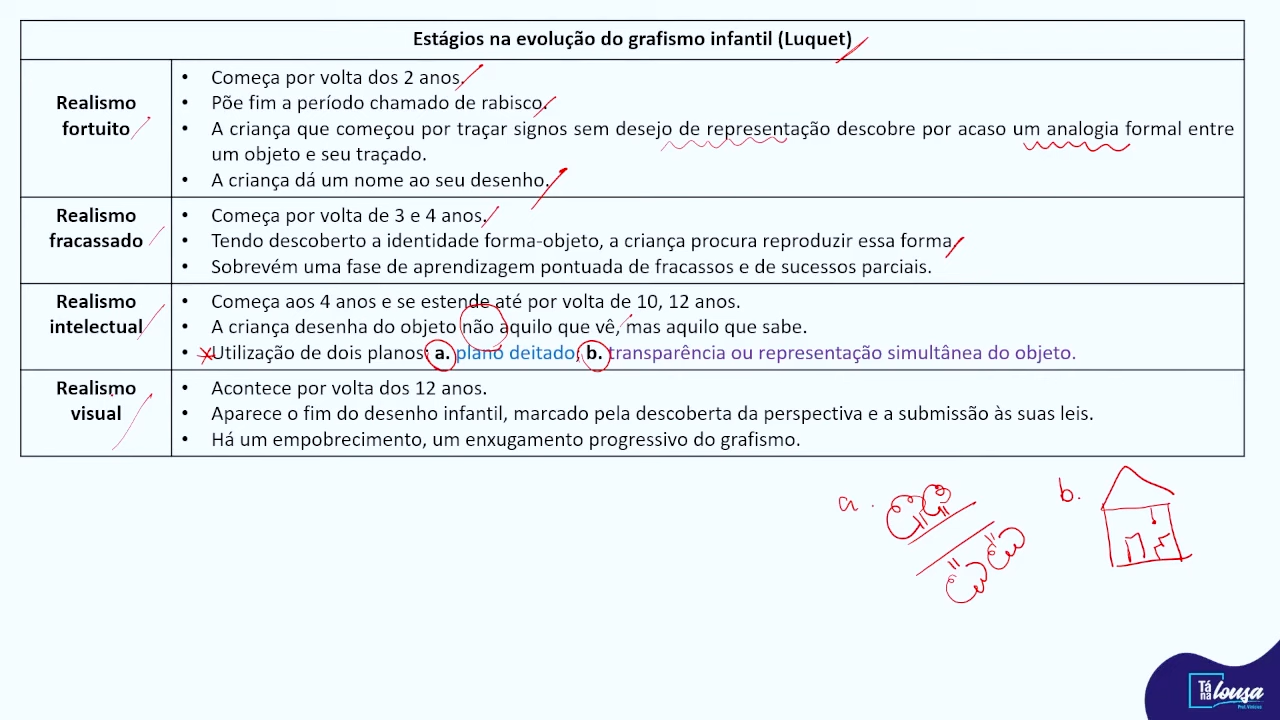 Estágios na evolução do grafismo infantil (Luquet)
Realismo
fortuito
• Começa por volta dos 2 anos.
• Põe fim a período chamado de rabisco.
• A criança que começou por traçar signos sem desejo de representação descobre por acaso um analogia formal entre
um objeto e seu traçado.
• A criança dá um nome ao seu desenho.
Realismo
fracassado
• Começa por volta de 3 e 4 anos.
• Tendo descoberto a identidade forma-objeto, a criança procura reproduzir essa forma.
• Sobrevém uma fase de aprendizagem pontuada de fracassos e de sucessos parciais.
Realismo
intelectual
• Começa aos 4 anos e se estende até por volta de 10, 12 anos.
• A criança desenha do objeto não aquilo que vê, mas aquilo que sabe.
• Utilização de dois planos: a. plano deitado; b. transparência ou representação simultânea do objeto.
Realismo
visual
• Acontece por volta dos 12 anos.
• Aparece o fim do desenho infantil, marcado pela descoberta da perspectiva e a submissão às suas leis.
• Há um empobrecimento, um enxugamento progressivo do grafismo.
a.
b.
Tá
na lousa
Prof. Vinícius